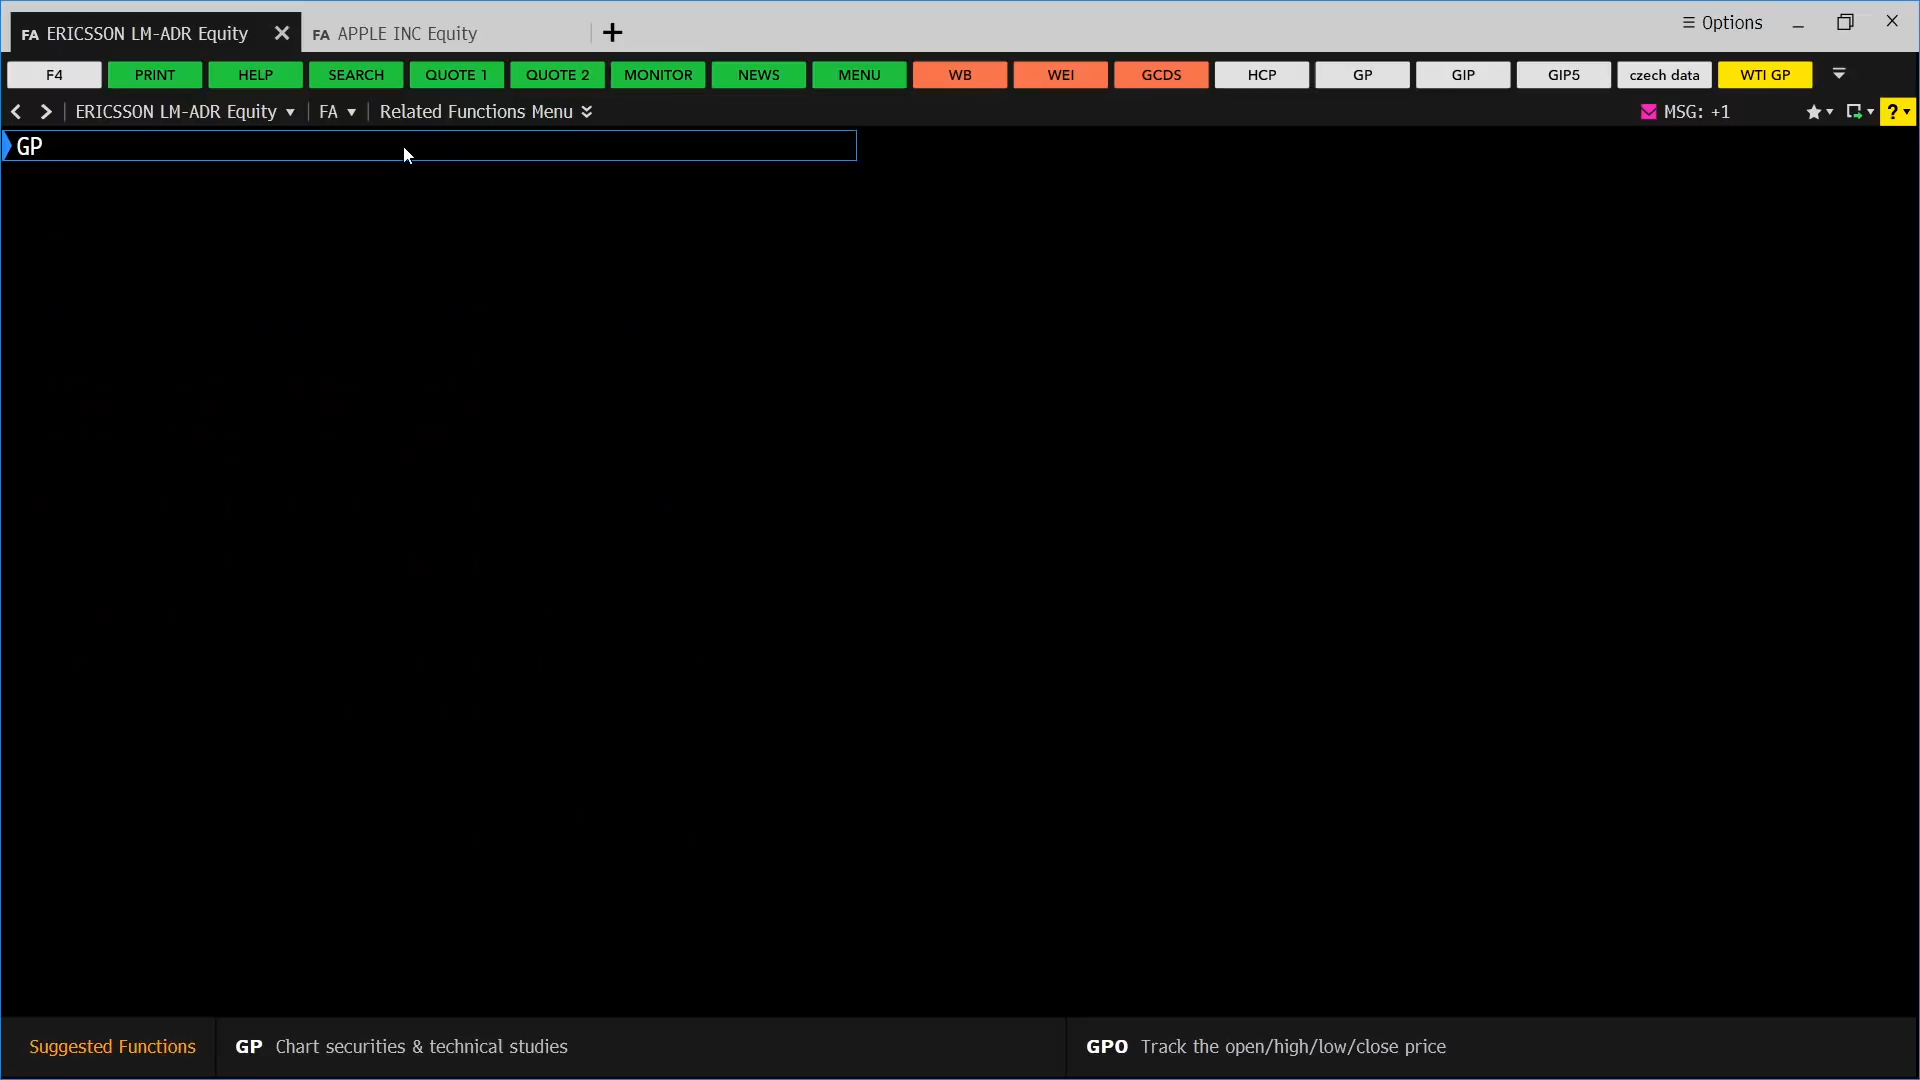 FA ERICSSON LM-ADR Equity
FA APPLE INC Equity
Options
F4 PRINT HELP SEARCH QUOTE 1 QUOTE 2 MONITOR NEWS MENU WB WEI GCDS HCP GP GIP GIP5 czech data WTI GP
ERICSSON LM-ADR Equity FA Related Functions Menu MSG: +1 ?
GP
Suggested Functions GP Chart securities & technical studies GPO Track the open/high/low/close price